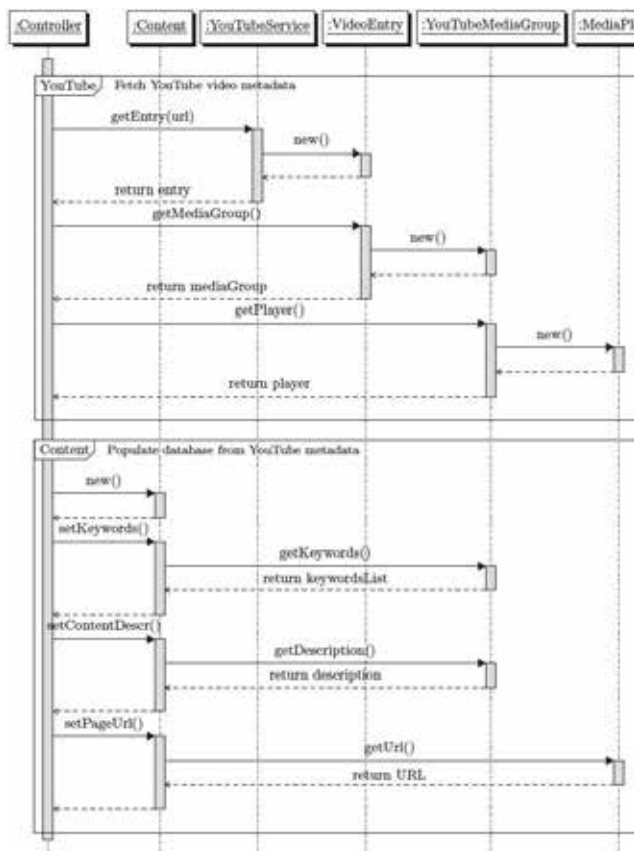 :Controller :Content :YouTubeService :VideoEntry :YouTubeMediaGroup :MediaPl
YouTube Fetch YouTube video metadata
getEntry(url)
new()
return entry
getMediaGroup()
new()
return mediaGroup
getPlayer()
new()
return player
Content Populate database from YouTube metadata
new()
setKeywords()
getKeywords()
return keywordsList
setContentDescr()
getDescription()
return description
setPageUrl()
getUrl()
return URL